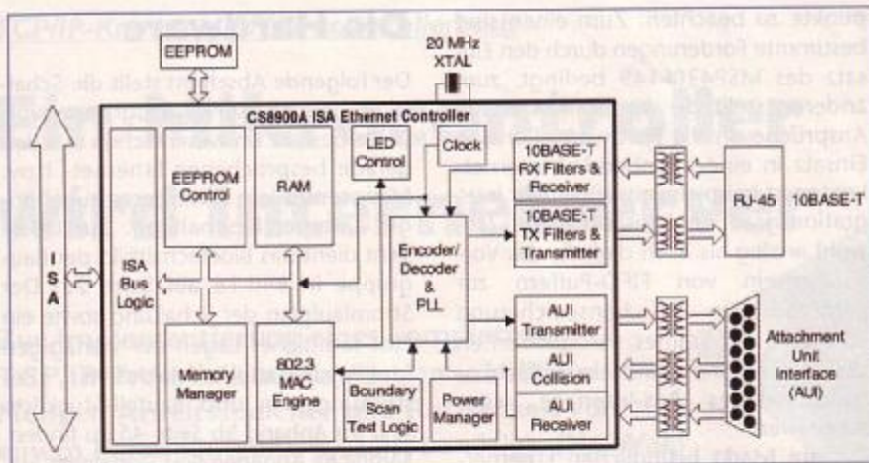 EEPROM
20 MHz
XTAL
CS8900A ISA Ethernet Controller
I
S
A
ISA
Bus
Logic
EEPROM
Control
RAM
LED
Control
Clock
Encoder/
Decoder
& PLL
10BASE-T
RX Filters &
Receiver
10BASE-T
TX Filters &
Transmitter
RJ-45 10BASE-T
Memory
Manager
802.3
MAC
Engine
Boundary
Scan
Test Logic
Power
Manager
AUI
Transmitter
AUI
Collision
AUI
Receiver
Attachment
Unit
Interface
(AUI)